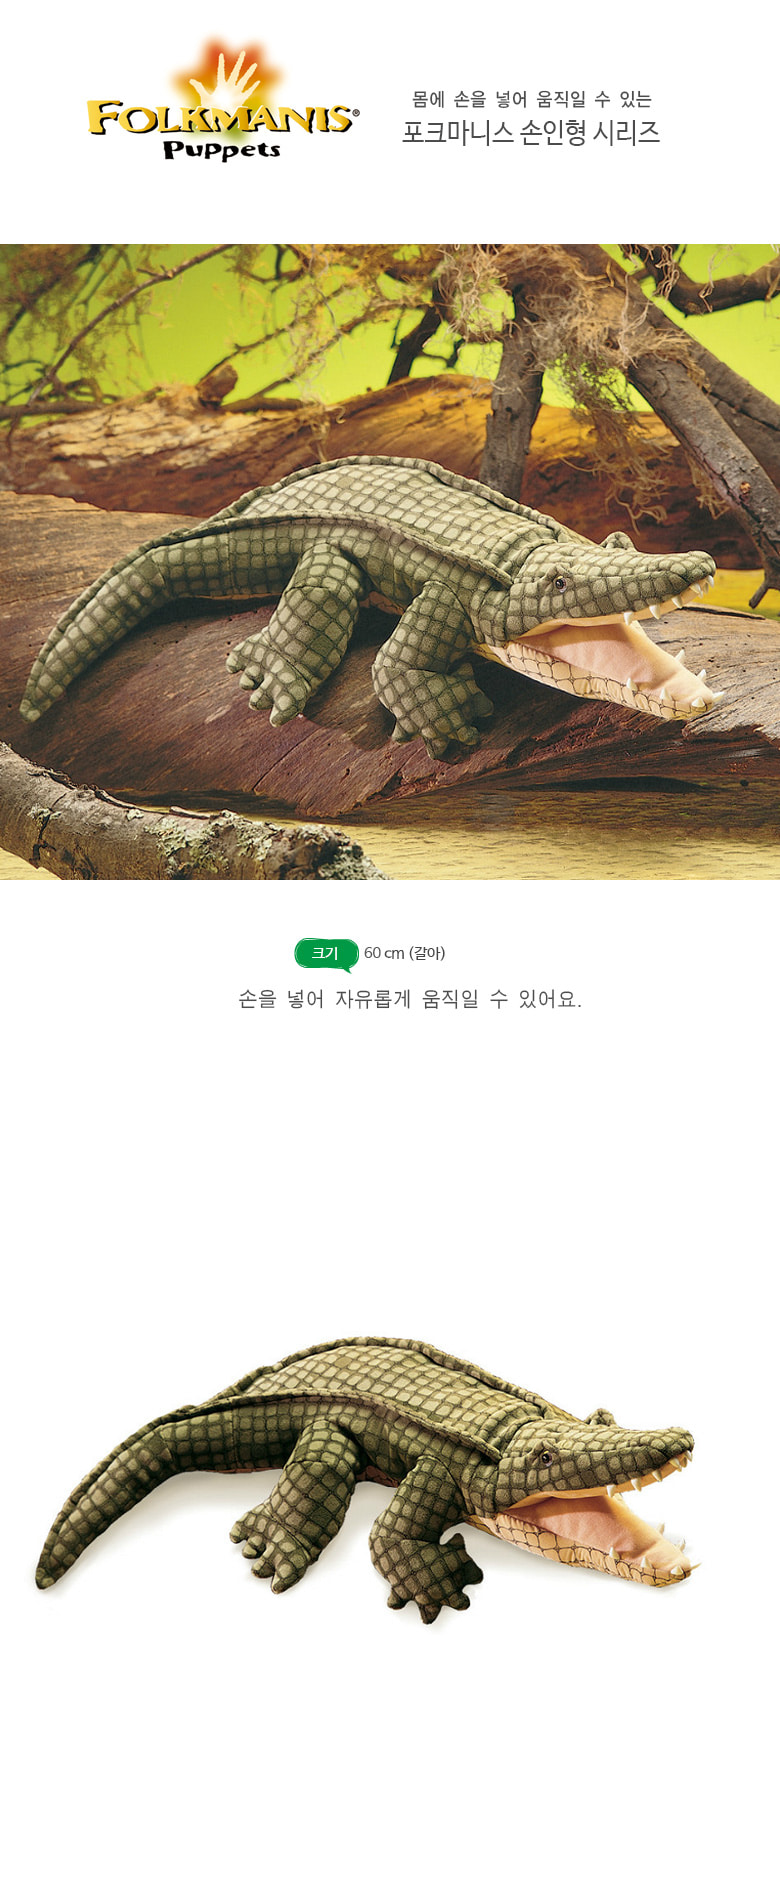 FOLKMANIS®
Puppets
몸에 손을 넣어 움직일 수 있는
포크마니스 손인형 시리즈
크기 60 cm (갈아)
손을 넣어 자유롭게 움직일 수 있어요.